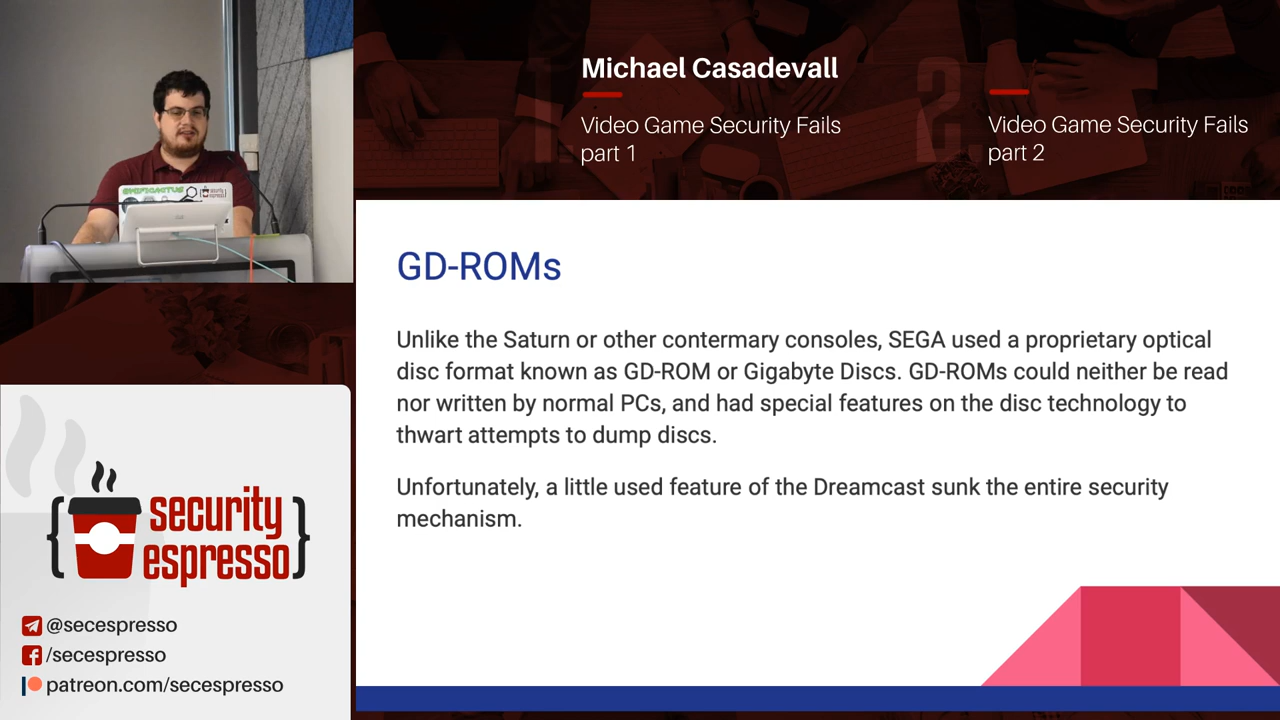 Michael Casadevall
Video Game Security Fails
part 1
Video Game Security Fails
part 2
GD-ROMs
Unlike the Saturn or other contermary consoles, SEGA used a proprietary optical
disc format known as GD-ROM or Gigabyte Discs. GD-ROMs could neither be read
nor written by normal PCs, and had special features on the disc technology to
thwart attempts to dump discs.
Unfortunately, a little used feature of the Dreamcast sunk the entire security
mechanism.
{security
espresso}
@secespresso
/secespresso
patreon.com/secespresso